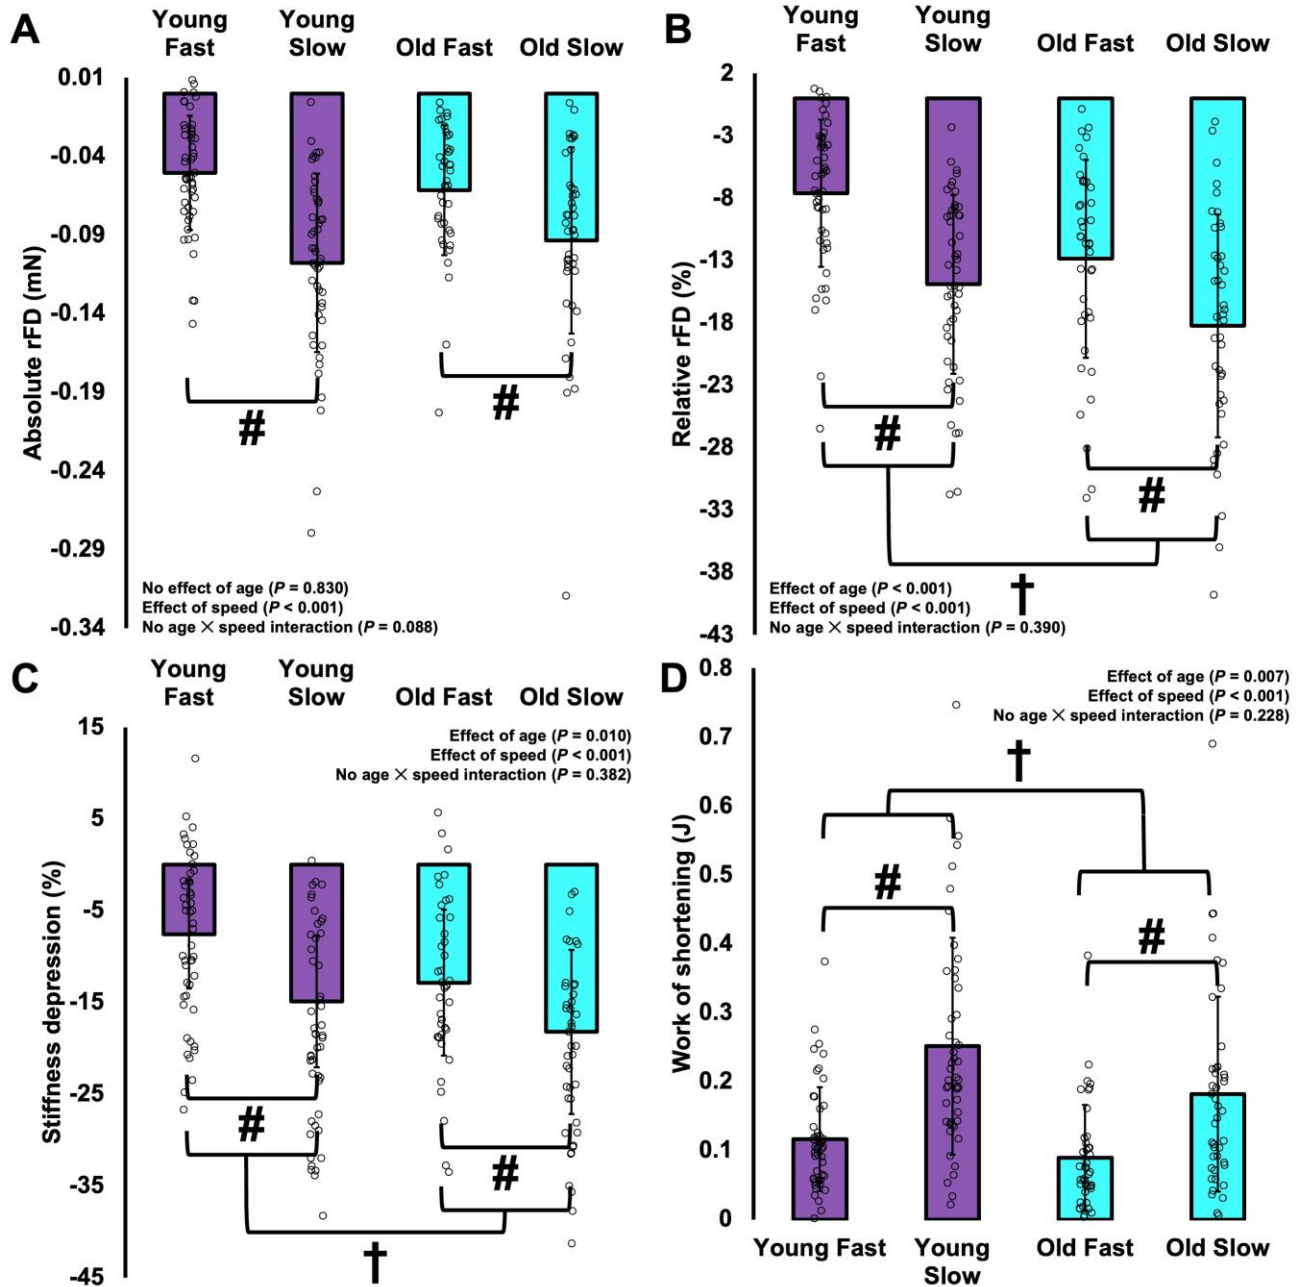 A
Young
Fast
Young
Slow
Old Fast
Old Slow
0.01
-0.04
-0.09
-0.14
-0.19
-0.24
-0.29
-0.34
Absolute rFD (mN)
#
#
No effect of age (P = 0.830)
Effect of speed (P < 0.001)
No age × speed interaction (P = 0.088)
B
Young
Fast
Young
Slow
Old Fast
Old Slow
2
-3
-8
-13
-18
-23
-28
-33
-38
-43
Relative rFD (%)
#
#
†
Effect of age (P < 0.001)
Effect of speed (P < 0.001)
No age × speed interaction (P = 0.390)
C
Young
Fast
Young
Slow
Old Fast
Old Slow
15
5
-5
-15
-25
-35
-45
Stiffness depression (%)
Effect of age (P = 0.010)
Effect of speed (P < 0.001)
No age × speed interaction (P = 0.382)
#
#
†
D
0.8
0.7
0.6
0.5
0.4
0.3
0.2
0.1
0
Work of shortening (J)
Effect of age (P = 0.007)
Effect of speed (P < 0.001)
No age × speed interaction (P = 0.228)
†
#
#
Young Fast
Young
Slow
Old Fast
Old Slow